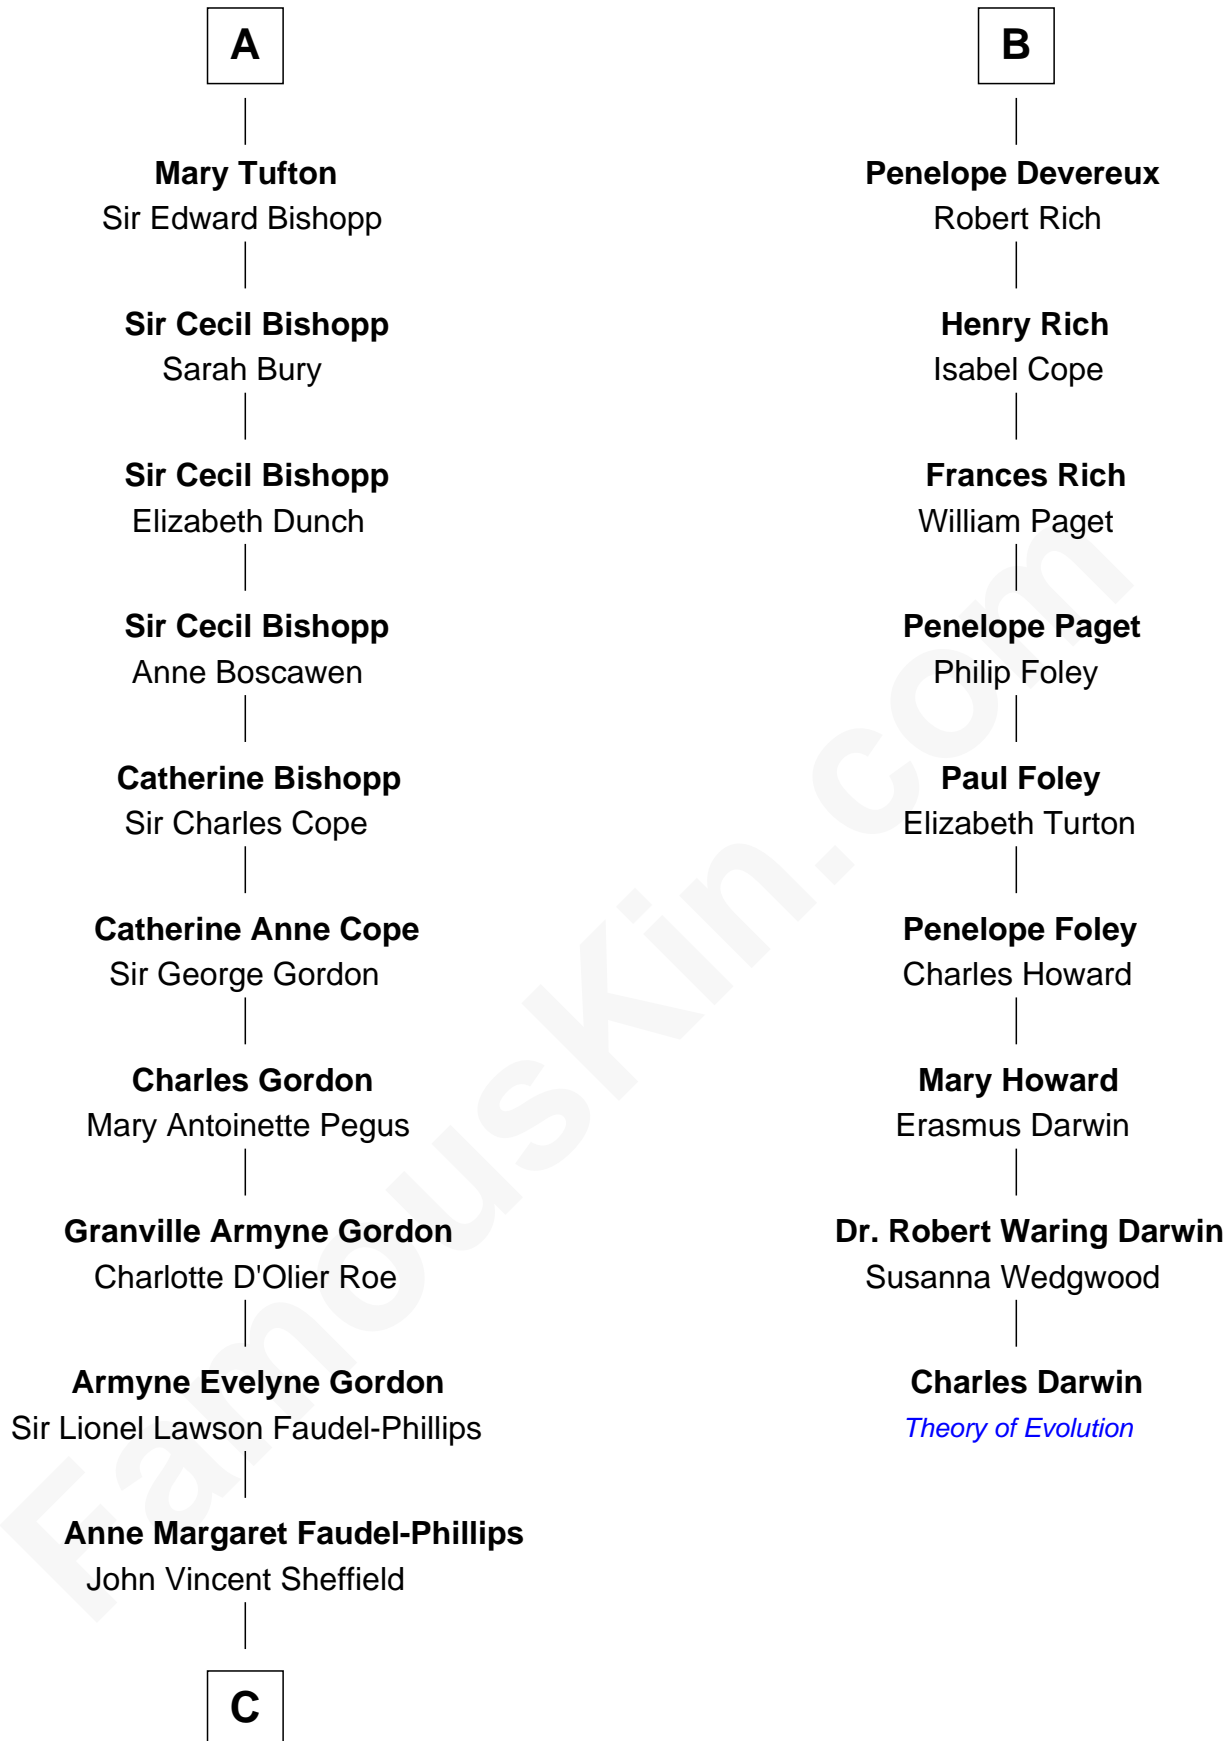 A
Mary Tufton
Sir Edward Bishopp
Sir Cecil Bishopp
Sarah Bury
Sir Cecil Bishopp
Elizabeth Dunch
Sir Cecil Bishopp
Anne Boscawen
Catherine Bishopp
Sir Charles Cope
Catherine Anne Cope
Sir George Gordon
Charles Gordon
Mary Antoinette Pegus
Granville Armyne Gordon
Charlotte D'Olier Roe
Armyne Evelyne Gordon
Sir Lionel Lawson Faudel-Phillips
Anne Margaret Faudel-Phillips
John Vincent Sheffield
C
B
Penelope Devereux
Robert Rich
Henry Rich
Isabel Cope
Frances Rich
William Paget
Penelope Paget
Philip Foley
Paul Foley
Elizabeth Turton
Penelope Foley
Charles Howard
Mary Howard
Erasmus Darwin
Dr. Robert Waring Darwin
Susanna Wedgwood
Charles Darwin
Theory of Evolution
FamousKin.com